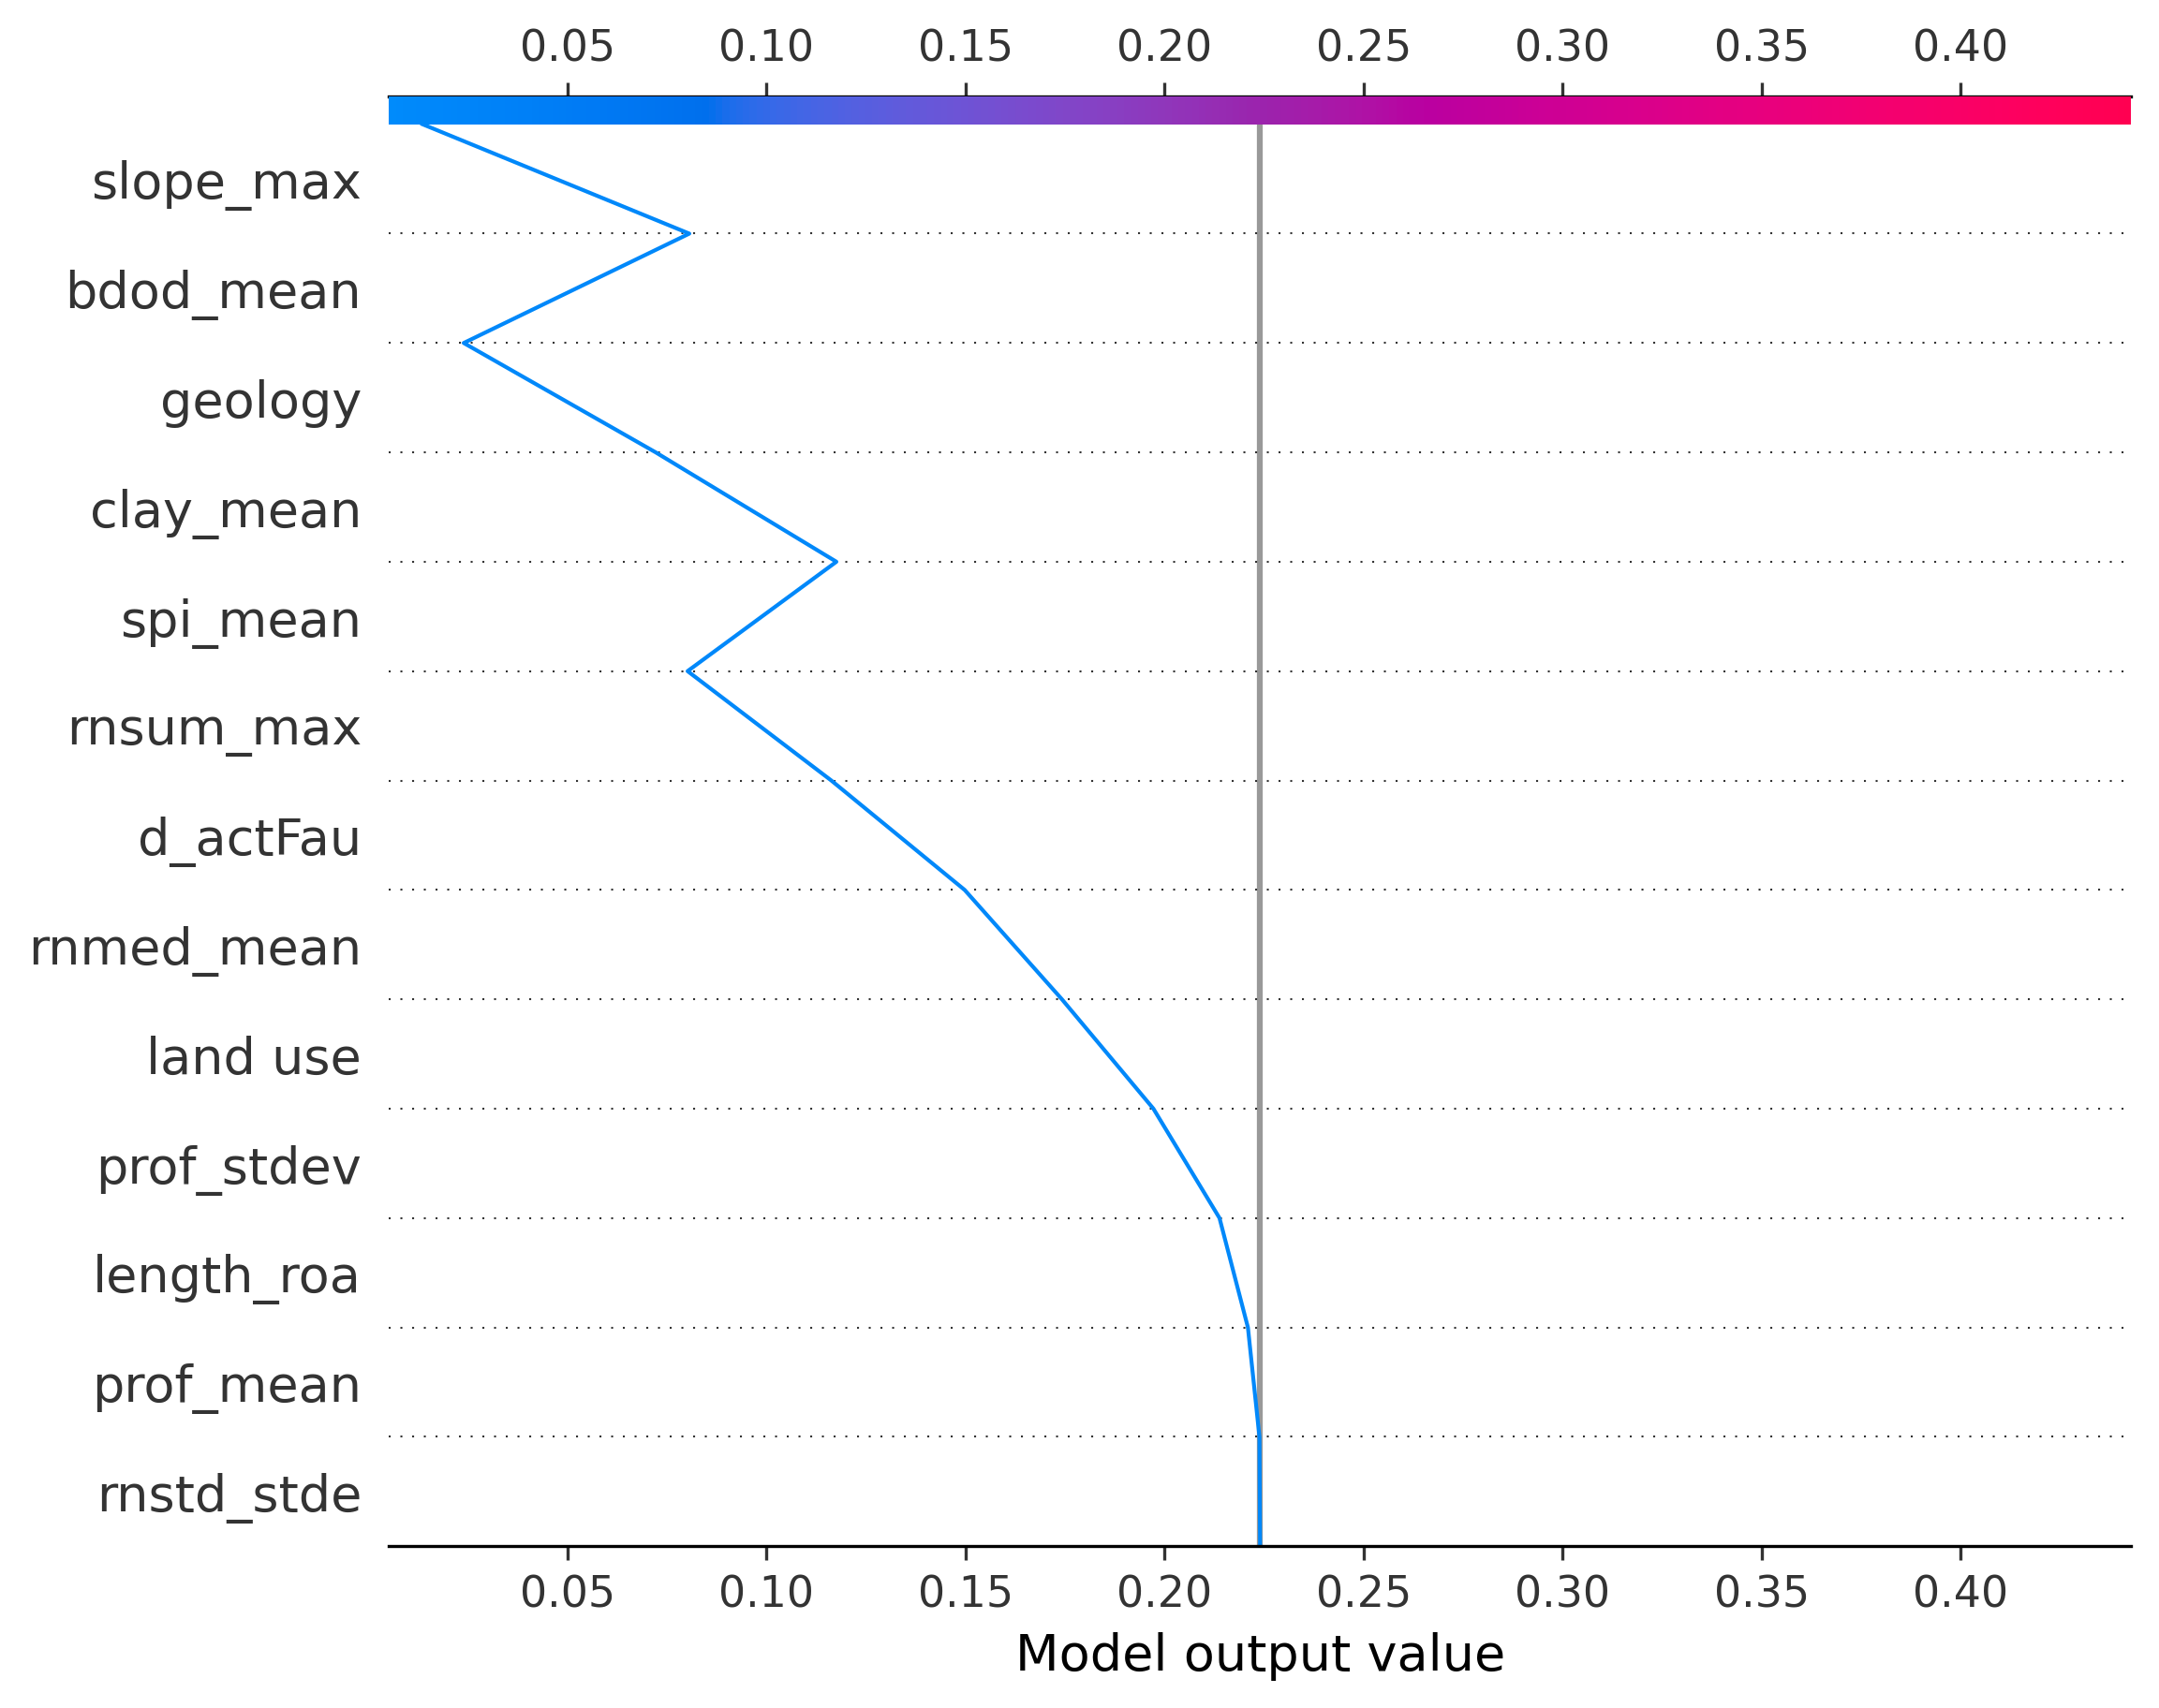 0.05 0.10 0.15 0.20 0.25 0.30 0.35 0.40
slope_max
bdod_mean
geology
clay_mean
spi_mean
rnsum_max
d_actFau
rnmed_mean
land use
prof_stdev
length_roa
prof_mean
rnstd_stde
0.05 0.10 0.15 0.20 0.25 0.30 0.35 0.40
Model output value